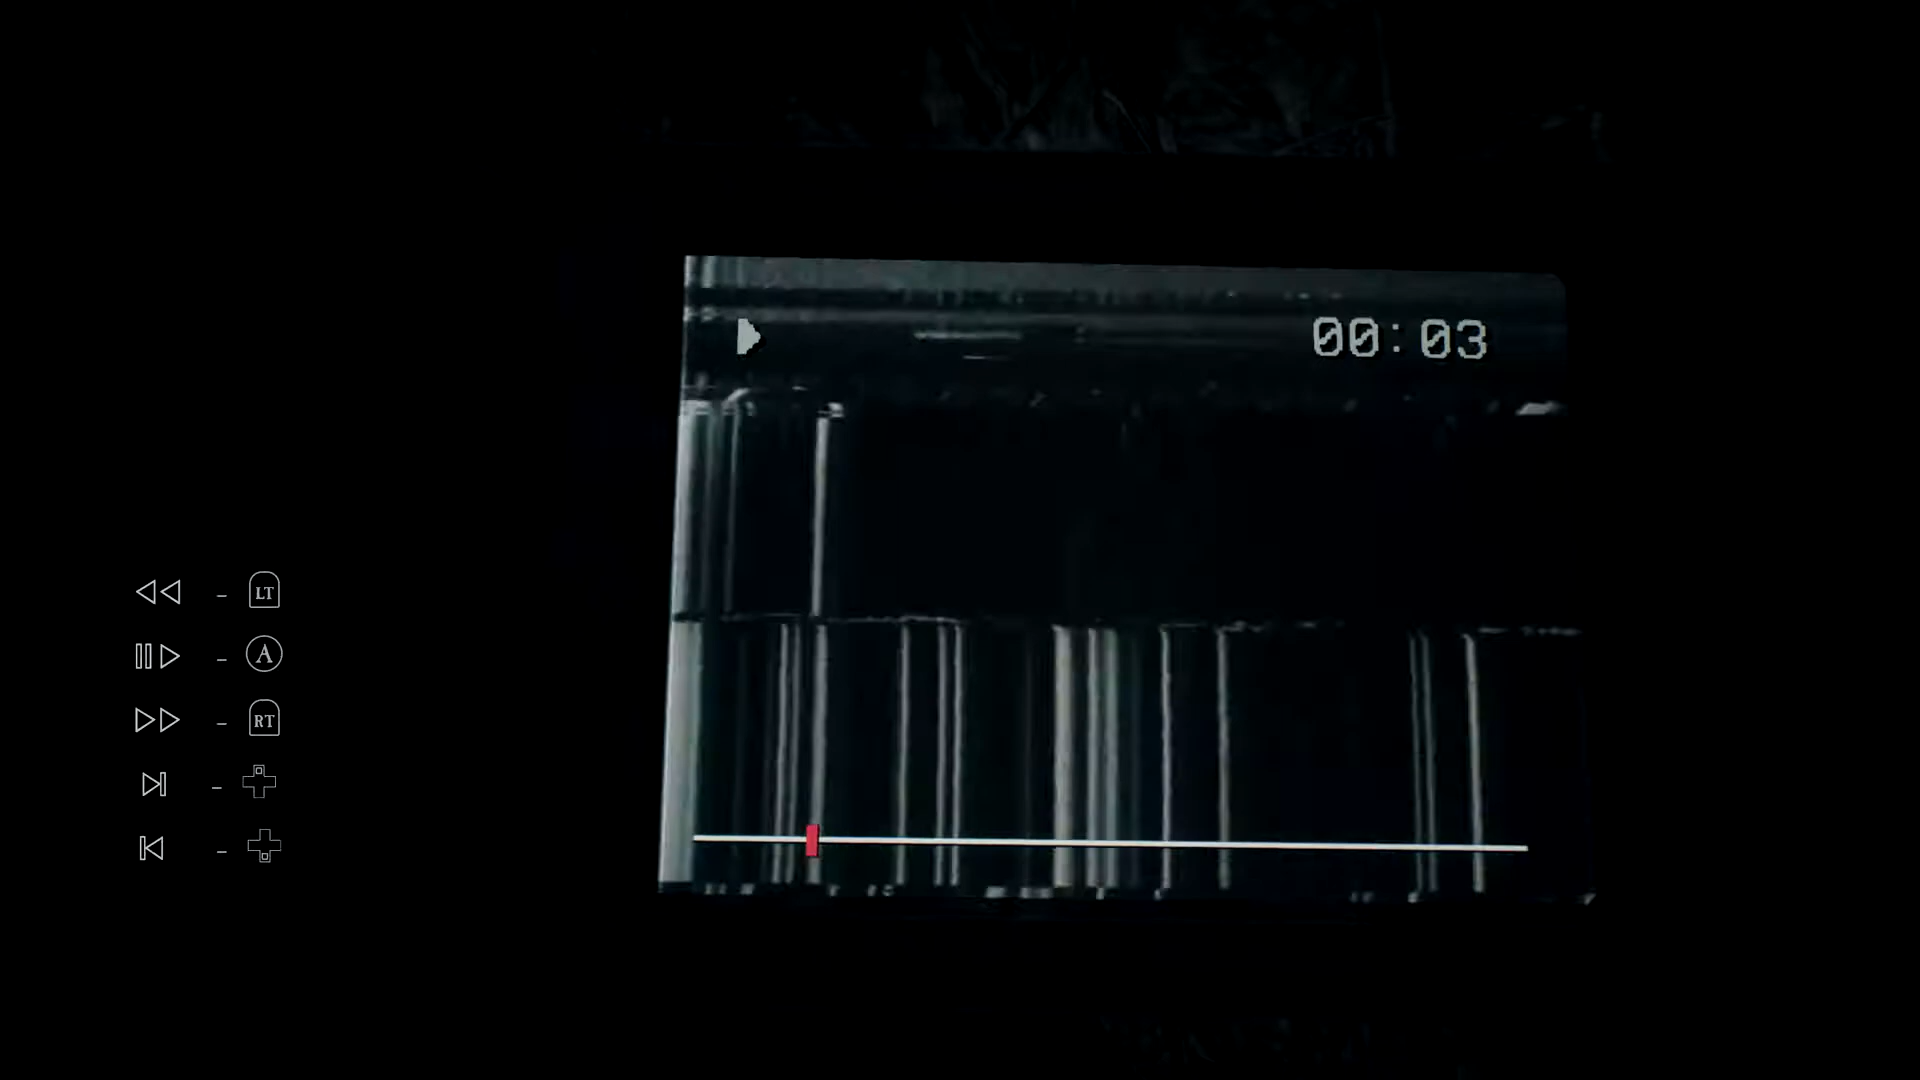 00:03
– LT
– A
– RT
–
–